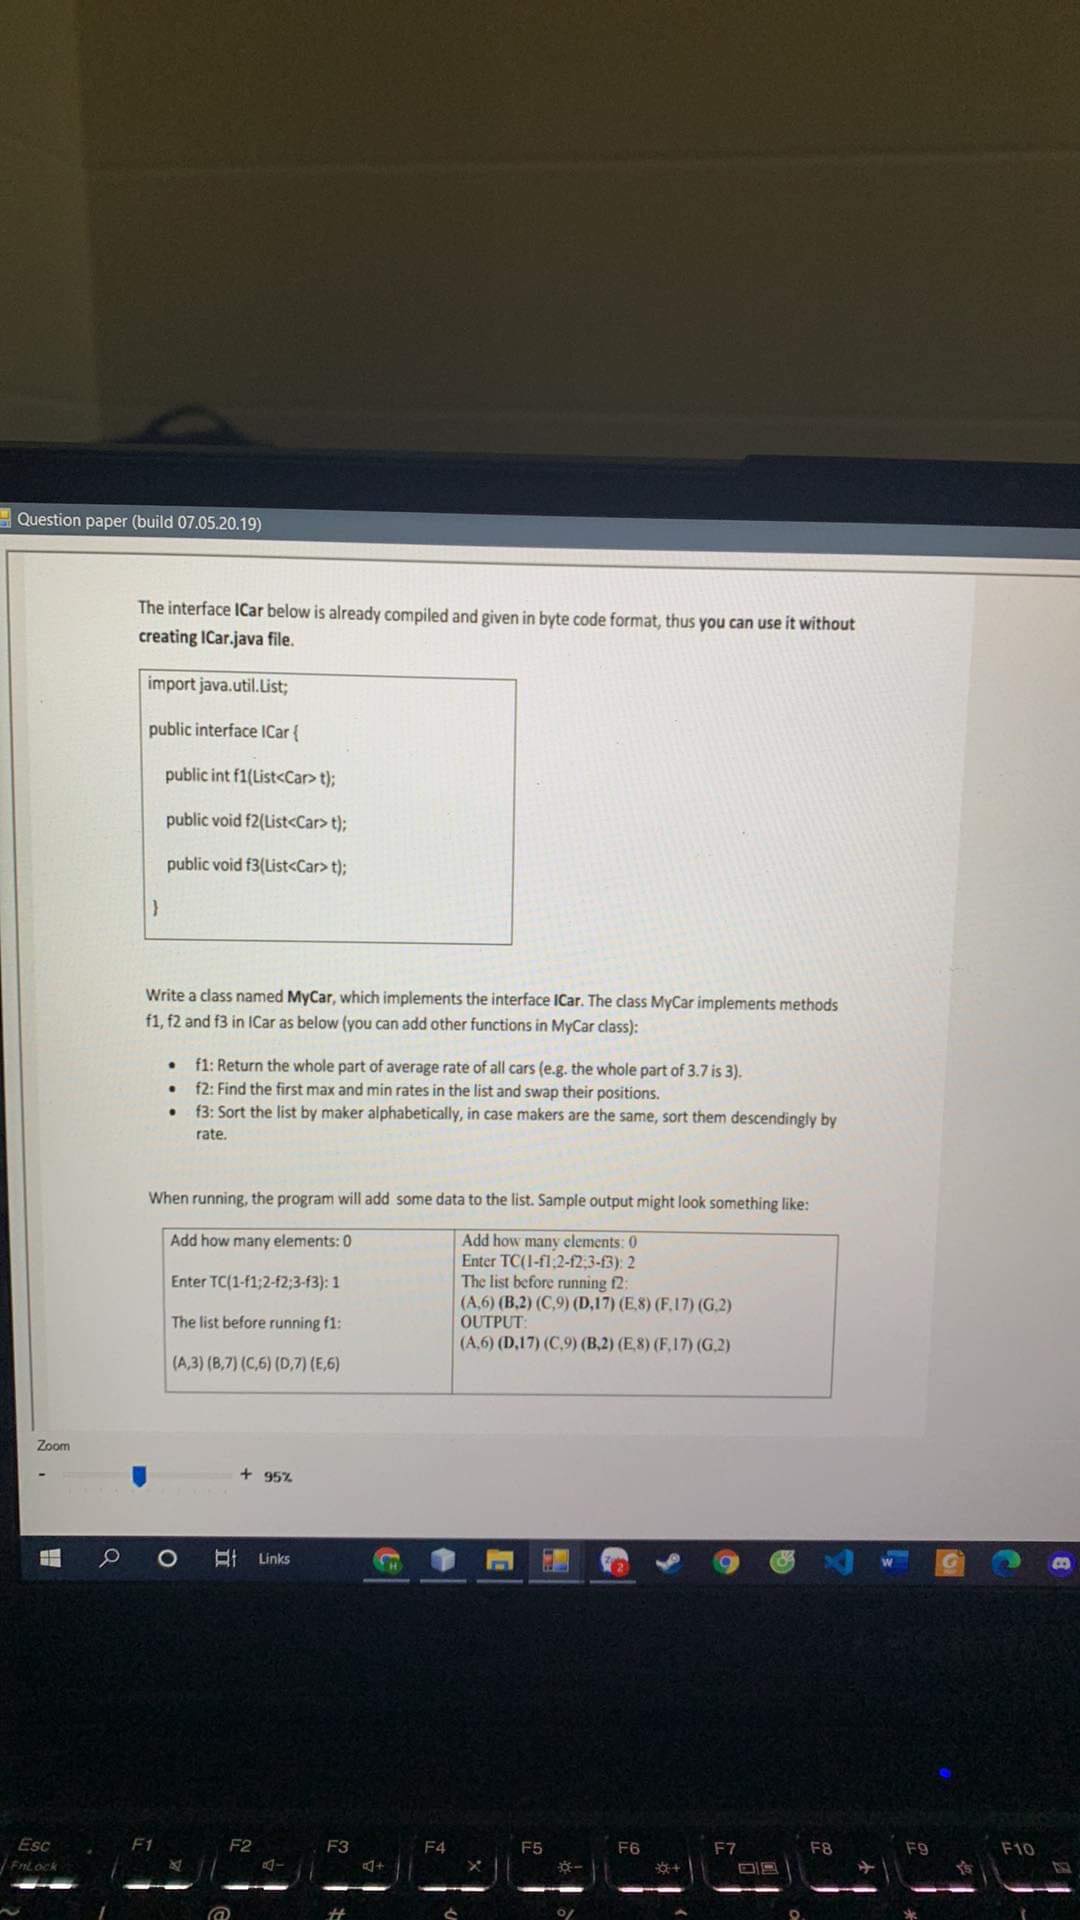 Question paper (build 07.05.20.19)
The interface ICar below is already compiled and given in byte code format, thus you can use it without
creating ICar.java file.
import java.util.List;
public interface ICar {
public int f1(List<Car> t);
public void f2(List<Car> t);
public void f3(List<Car> t);
}
Write a class named MyCar, which implements the interface ICar. The class MyCar implements methods
f1, f2 and f3 in ICar as below (you can add other functions in MyCar class):
• f1: Return the whole part of average rate of all cars (e.g. the whole part of 3.7 is 3).
• f2: Find the first max and min rates in the list and swap their positions.
• f3: Sort the list by maker alphabetically, in case makers are the same, sort them descendingly by
rate.
When running, the program will add some data to the list. Sample output might look something like:
Add how many elements: 0
Enter TC(1-f1;2-f2;3-f3): 1
The list before running f1:
(A,3) (B,7) (C,6) (D,7) (E,6)
Add how many elements: 0
Enter TC(1-f1;2-f2;3-f3): 2
The list before running f2:
(A,6) (B,2) (C,9) (D,17) (E,8) (F,17) (G,2)
OUTPUT:
(A,6) (D,17) (C,9) (B,2) (E,8) (F,17) (G,2)
Zoom
- + 95%
Links
Esc F1 F2 F3 F4 F5 F6 F7 F8 F9 F10
FnLock